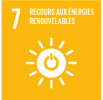 7 RECOURS AUX ÉNERGIES
RENOUVELABLES